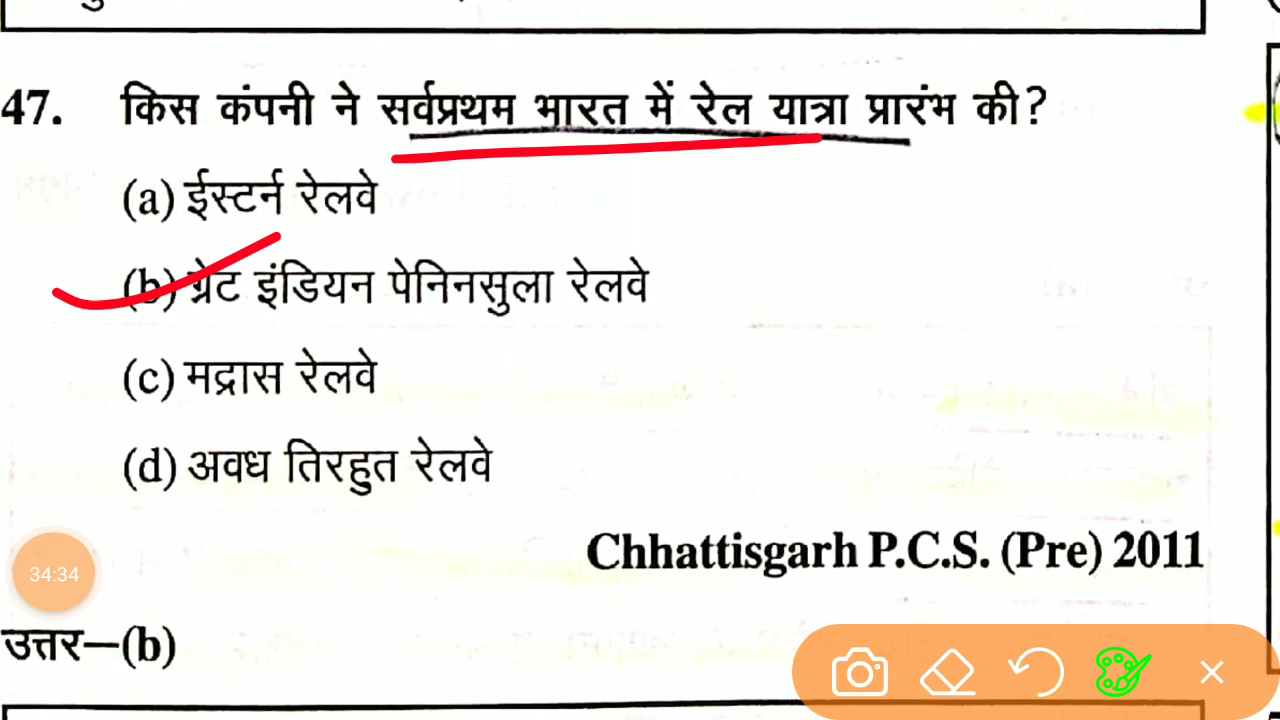 47. किस कंपनी ने सर्वप्रथम भारत में रेल यात्रा प्रारंभ की?
(a) ईस्टर्न रेलवे
(b) ग्रेट इंडियन पेनिनसुला रेलवे
(c) मद्रास रेलवे
(d) अवध तिरहुत रेलवे
Chhattisgarh P.C.S. (Pre) 2011
34:34
उत्तर–(b)